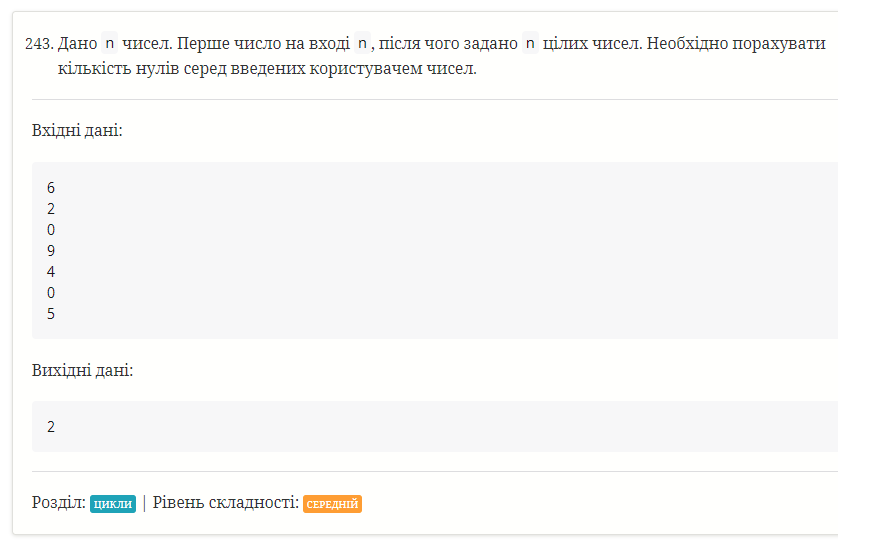 243. Дано n чисел. Перше число на вході n, після чого задано n цілих чисел. Необхідно порахувати
кількість нулів серед введених користувачем чисел.
Вхідні дані:
6
2
0
9
4
0
5
Вихідні дані:
2
Розділ: ЦИКЛИ | Рівень складності: СЕРЕДНІЙ